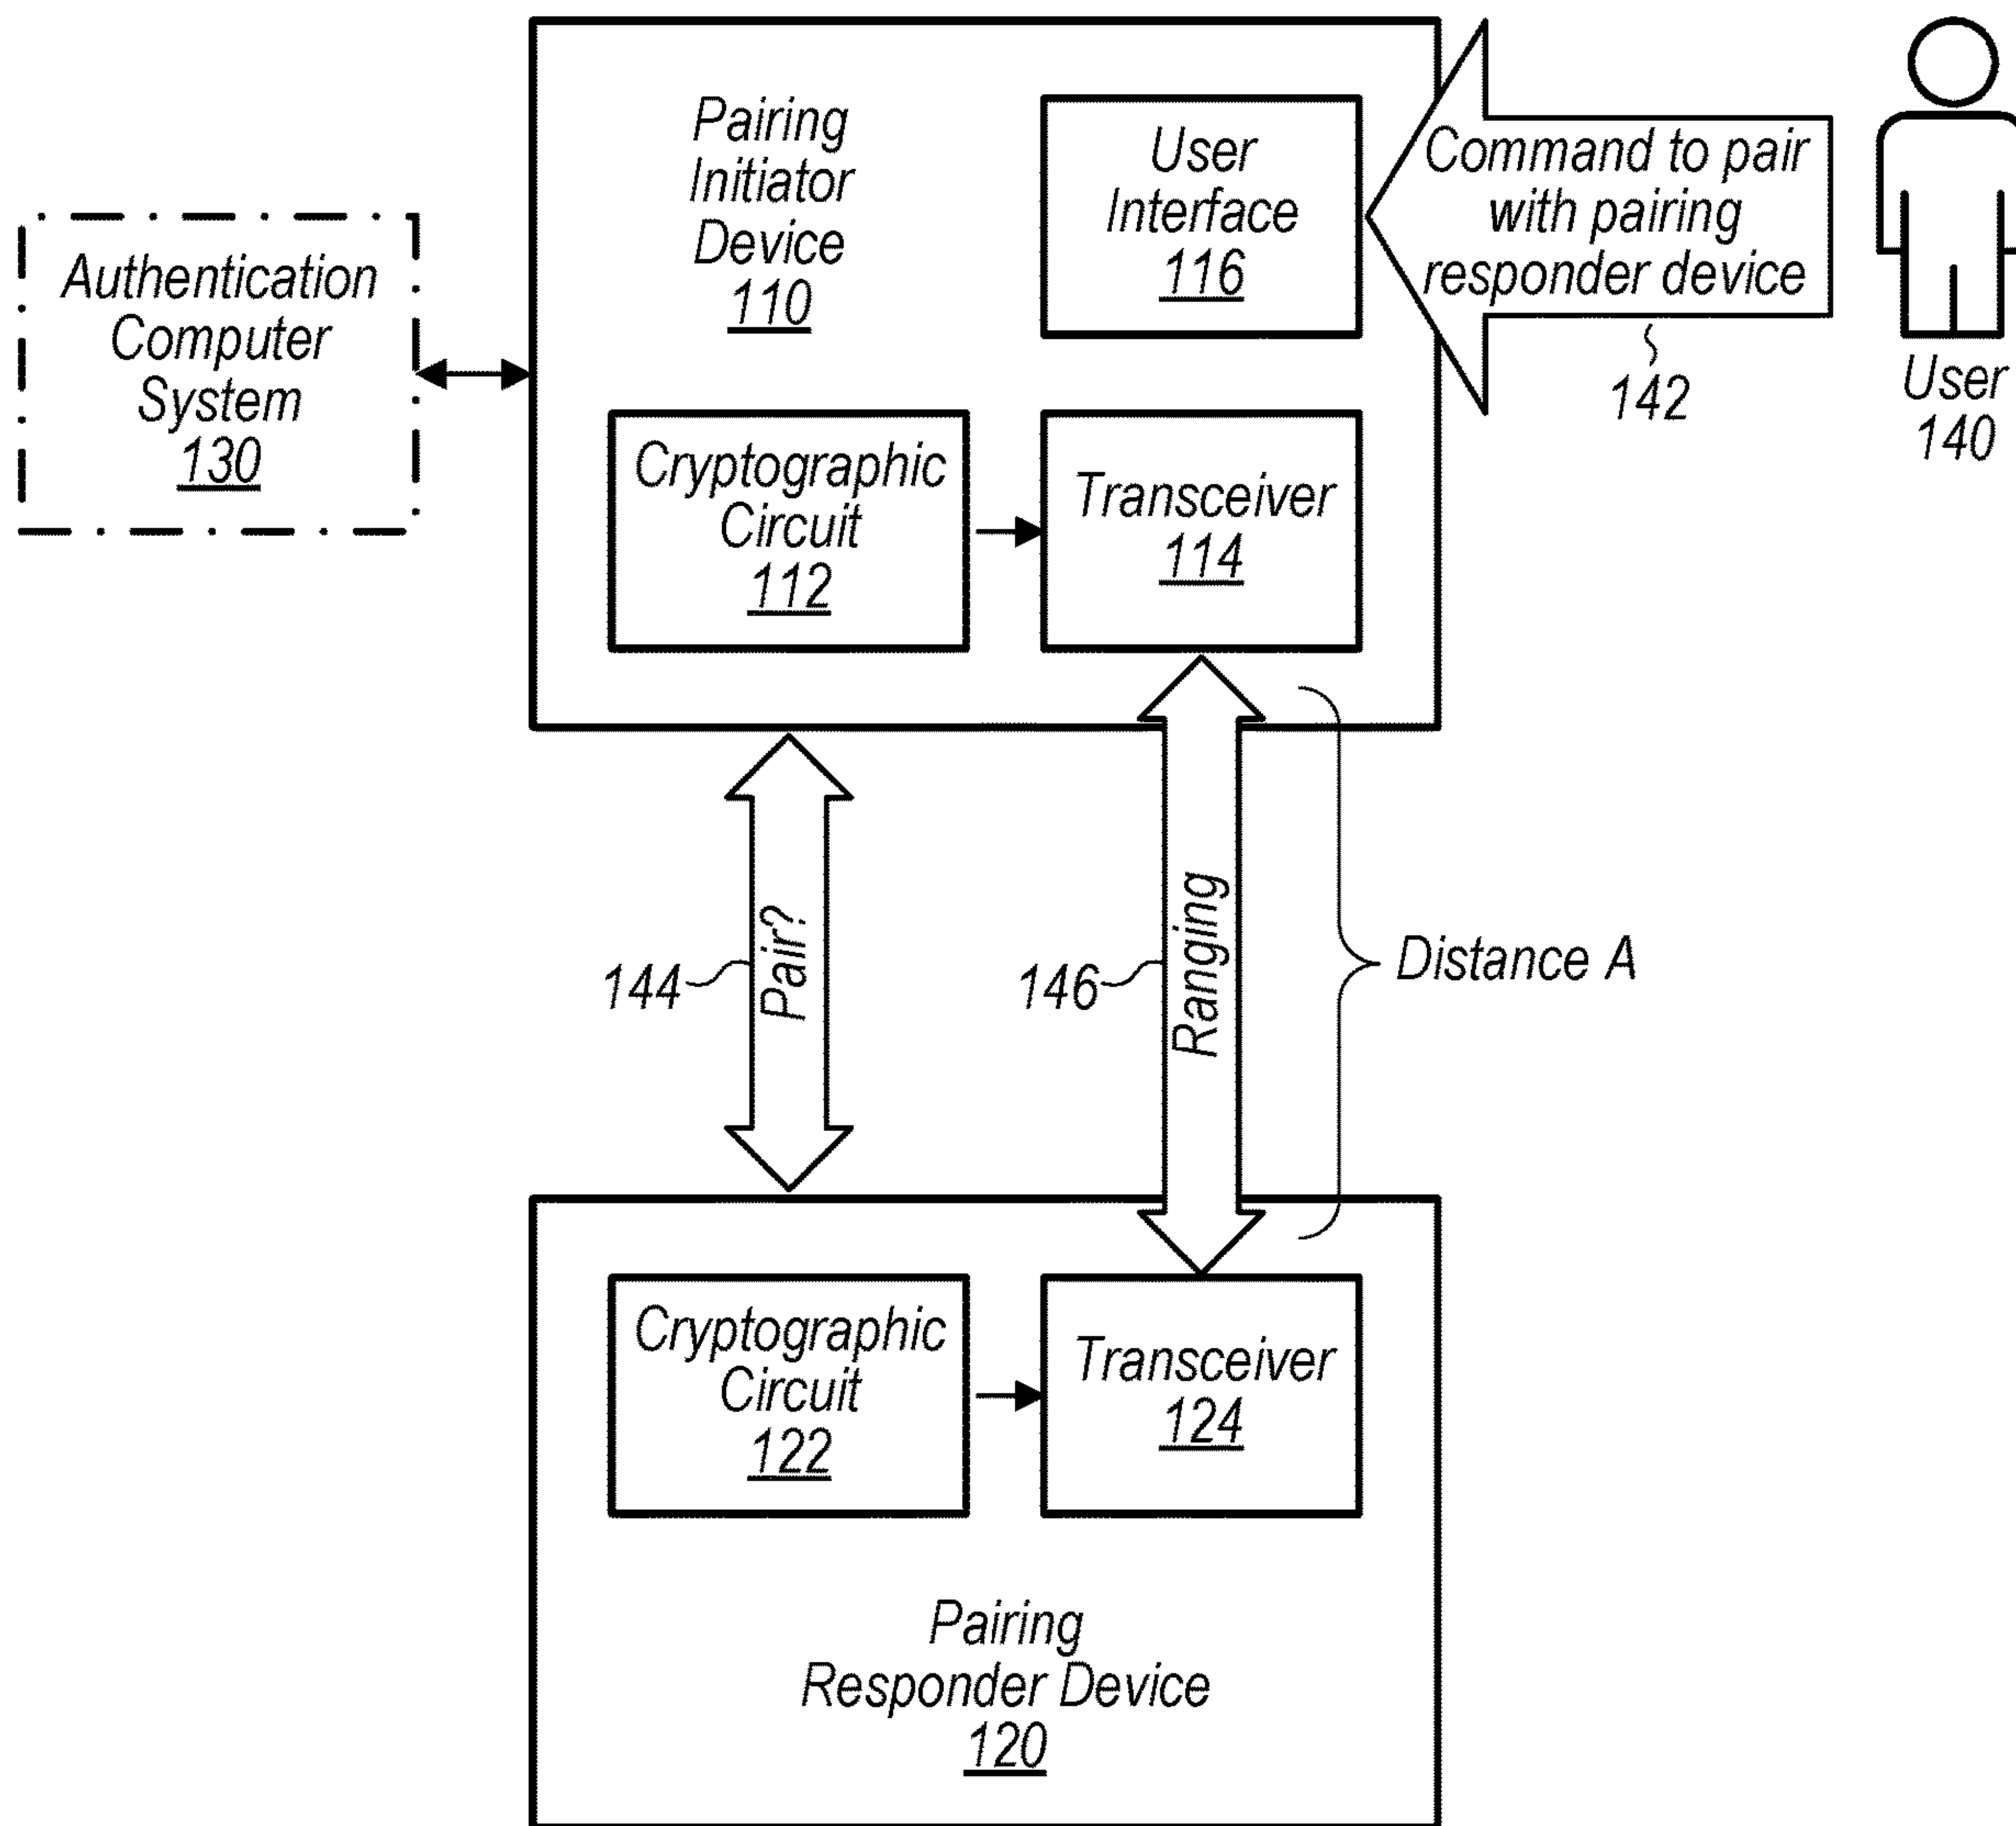 Pairing
Initiator
Device
110
User
Interface
116
Command to pair
with pairing
responder device
142
User
140
Authentication
Computer
System
130
Cryptographic
Circuit
112
Transceiver
114
144
Pair?
146
Ranging
Distance A
Cryptographic
Circuit
122
Transceiver
124
Pairing
Responder Device
120